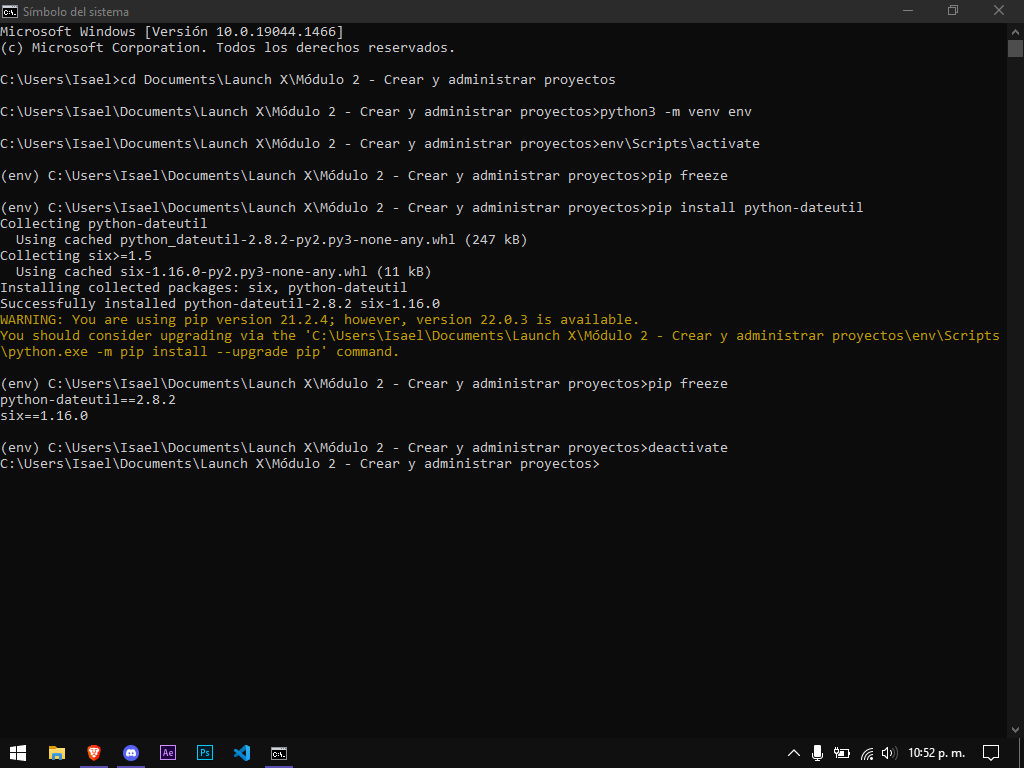 Símbolo del sistema
Microsoft Windows [Versión 10.0.19044.1466]
(c) Microsoft Corporation. Todos los derechos reservados.
C:\Users\Isael>cd Documents\Launch X\Módulo 2 - Crear y administrar proyectos
C:\Users\Isael\Documents\Launch X\Módulo 2 - Crear y administrar proyectos>python3 -m venv env
C:\Users\Isael\Documents\Launch X\Módulo 2 - Crear y administrar proyectos>env\Scripts\activate
(env) C:\Users\Isael\Documents\Launch X\Módulo 2 - Crear y administrar proyectos>pip freeze
(env) C:\Users\Isael\Documents\Launch X\Módulo 2 - Crear y administrar proyectos>pip install python-dateutil
Collecting python-dateutil
  Using cached python_dateutil-2.8.2-py2.py3-none-any.whl (247 kB)
Collecting six>=1.5
  Using cached six-1.16.0-py2.py3-none-any.whl (11 kB)
Installing collected packages: six, python-dateutil
Successfully installed python-dateutil-2.8.2 six-1.16.0
WARNING: You are using pip version 21.2.4; however, version 22.0.3 is available.
You should consider upgrading via the 'C:\Users\Isael\Documents\Launch X\Módulo 2 - Crear y administrar proyectos\env\Scripts
\python.exe -m pip install --upgrade pip' command.
(env) C:\Users\Isael\Documents\Launch X\Módulo 2 - Crear y administrar proyectos>pip freeze
python-dateutil==2.8.2
six==1.16.0
(env) C:\Users\Isael\Documents\Launch X\Módulo 2 - Crear y administrar proyectos>deactivate
C:\Users\Isael\Documents\Launch X\Módulo 2 - Crear y administrar proyectos>
Ae
Ps
10:52 p. m.